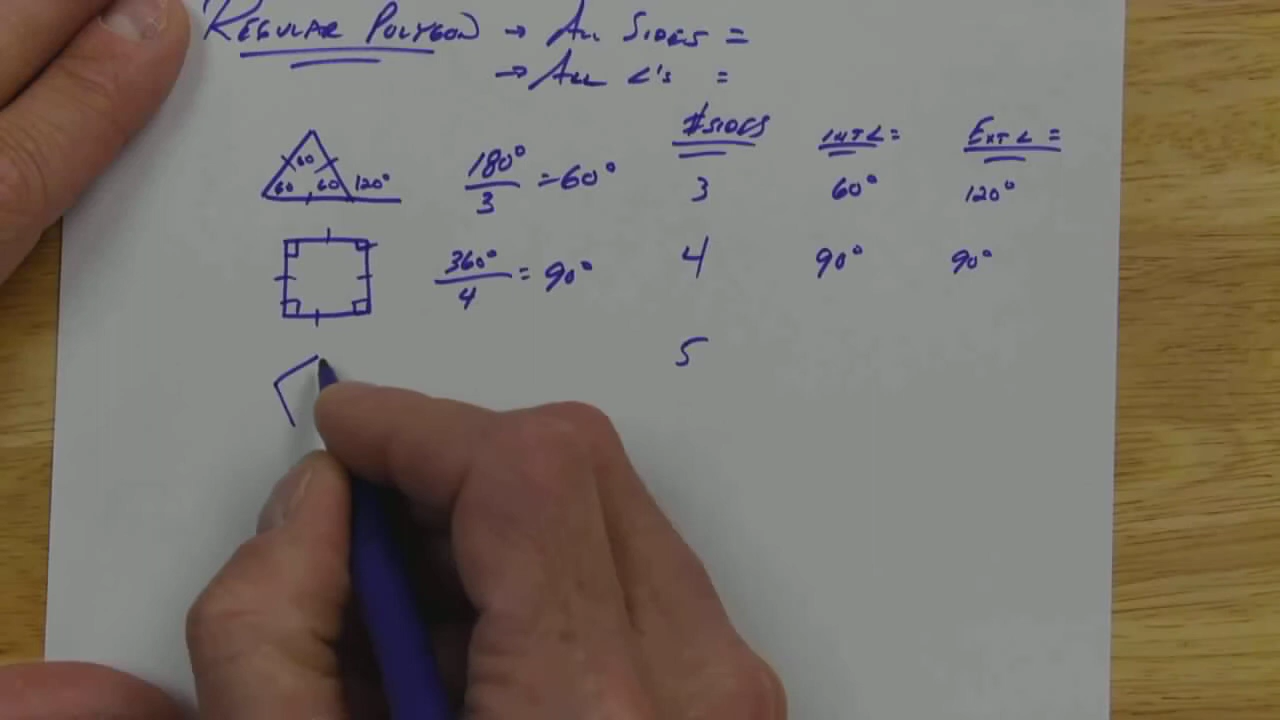 REGULAR POLYGON → ALL SIDES =
→ ALL ∠'s =
#SIDES INT ∠ = EXT ∠ =
60 60 60 120° 180°/3 = 60° 3 60° 120°
360°/4 = 90° 4 90° 90°
5